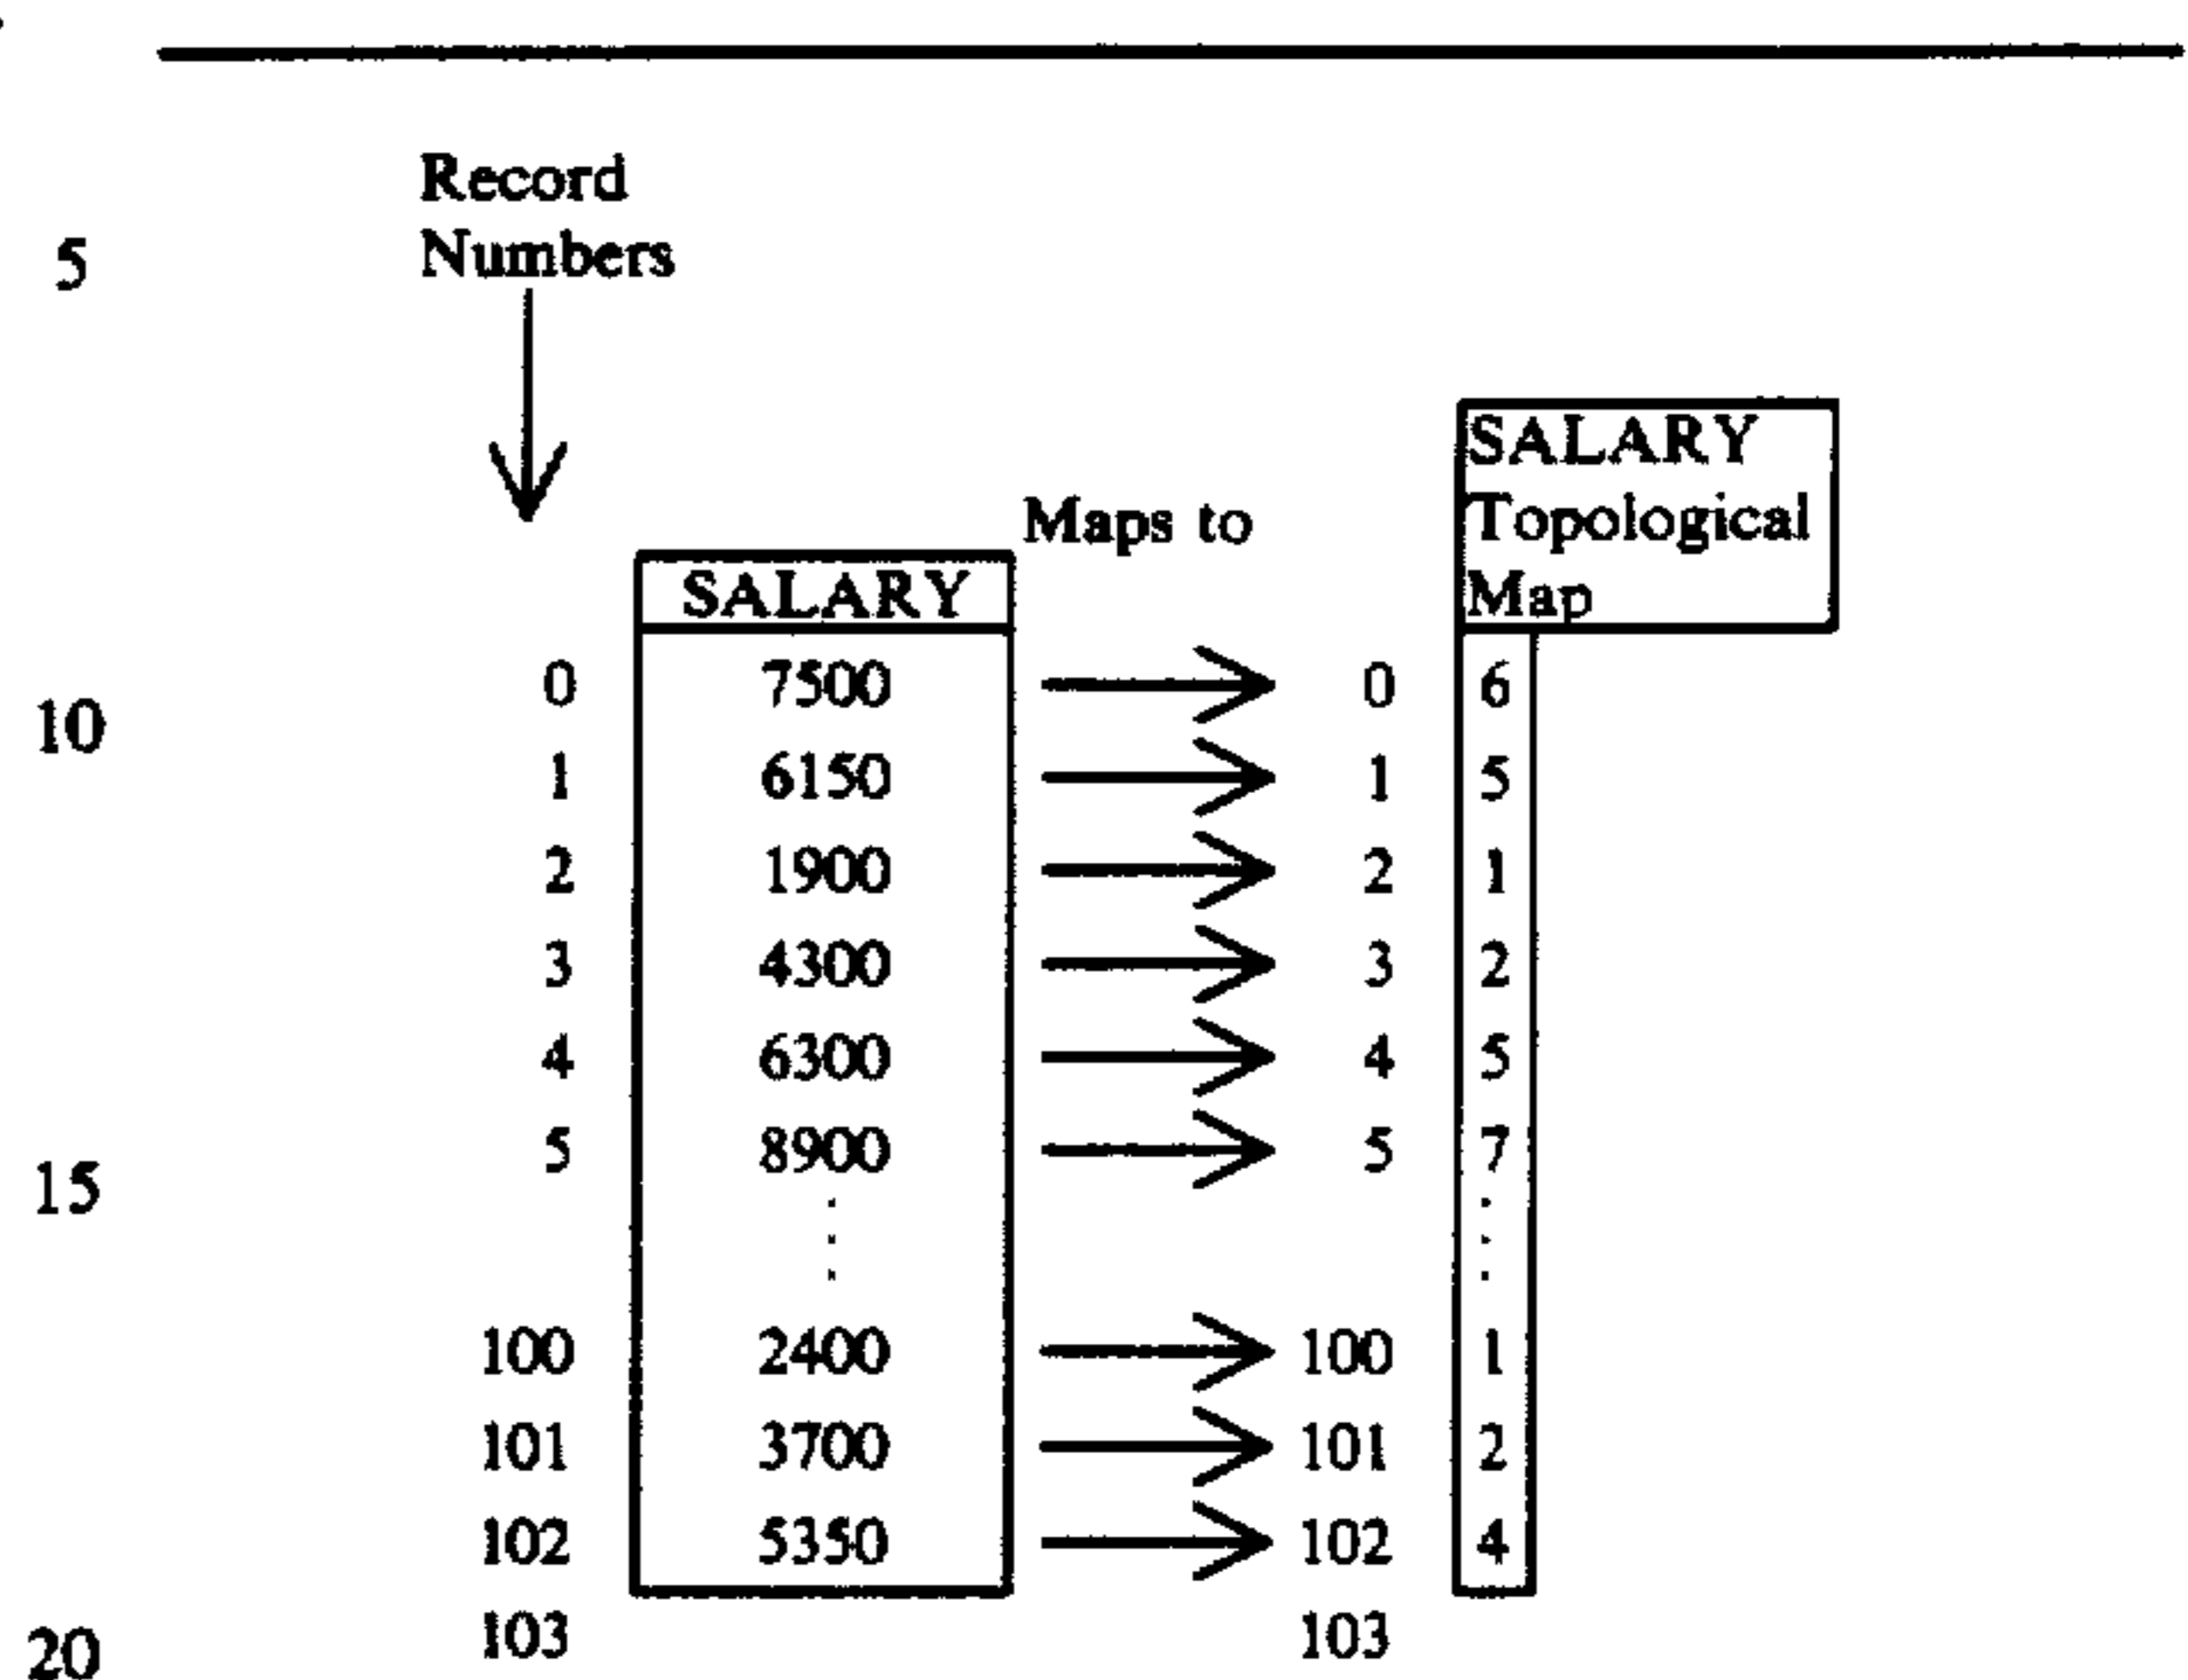 Record
5 Numbers
SALARY
Maps to Topological
SALARY Map
0 7500 0 6
10
1 6150 1 5
2 1900 2 1
3 4300 3 2
4 6300 4 5
5 8900 5 7
15
100 2400 100 1
101 3700 101 2
102 5350 102 4
103 103
20